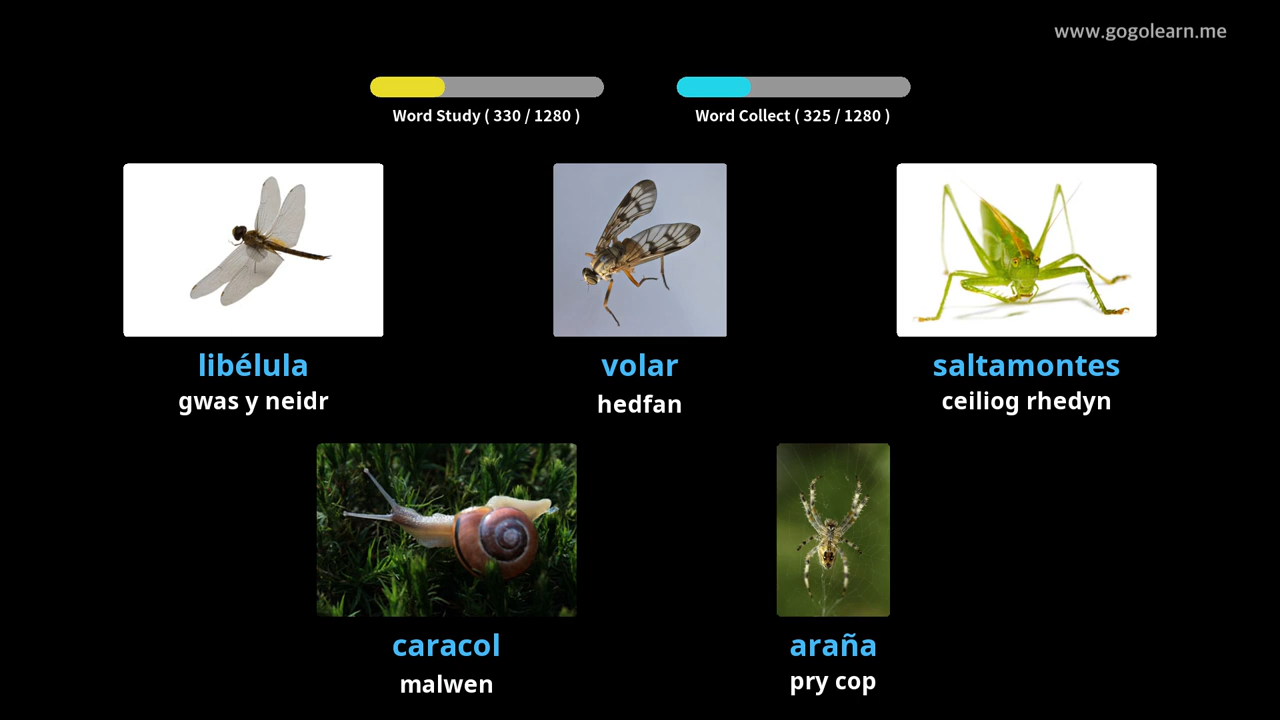 www.gogolearn.me
Word Study ( 330 / 1280 )
Word Collect ( 325 / 1280 )
libélula
gwas y neidr
volar
hedfan
saltamontes
ceiliog rhedyn
caracol
malwen
araña
pry cop